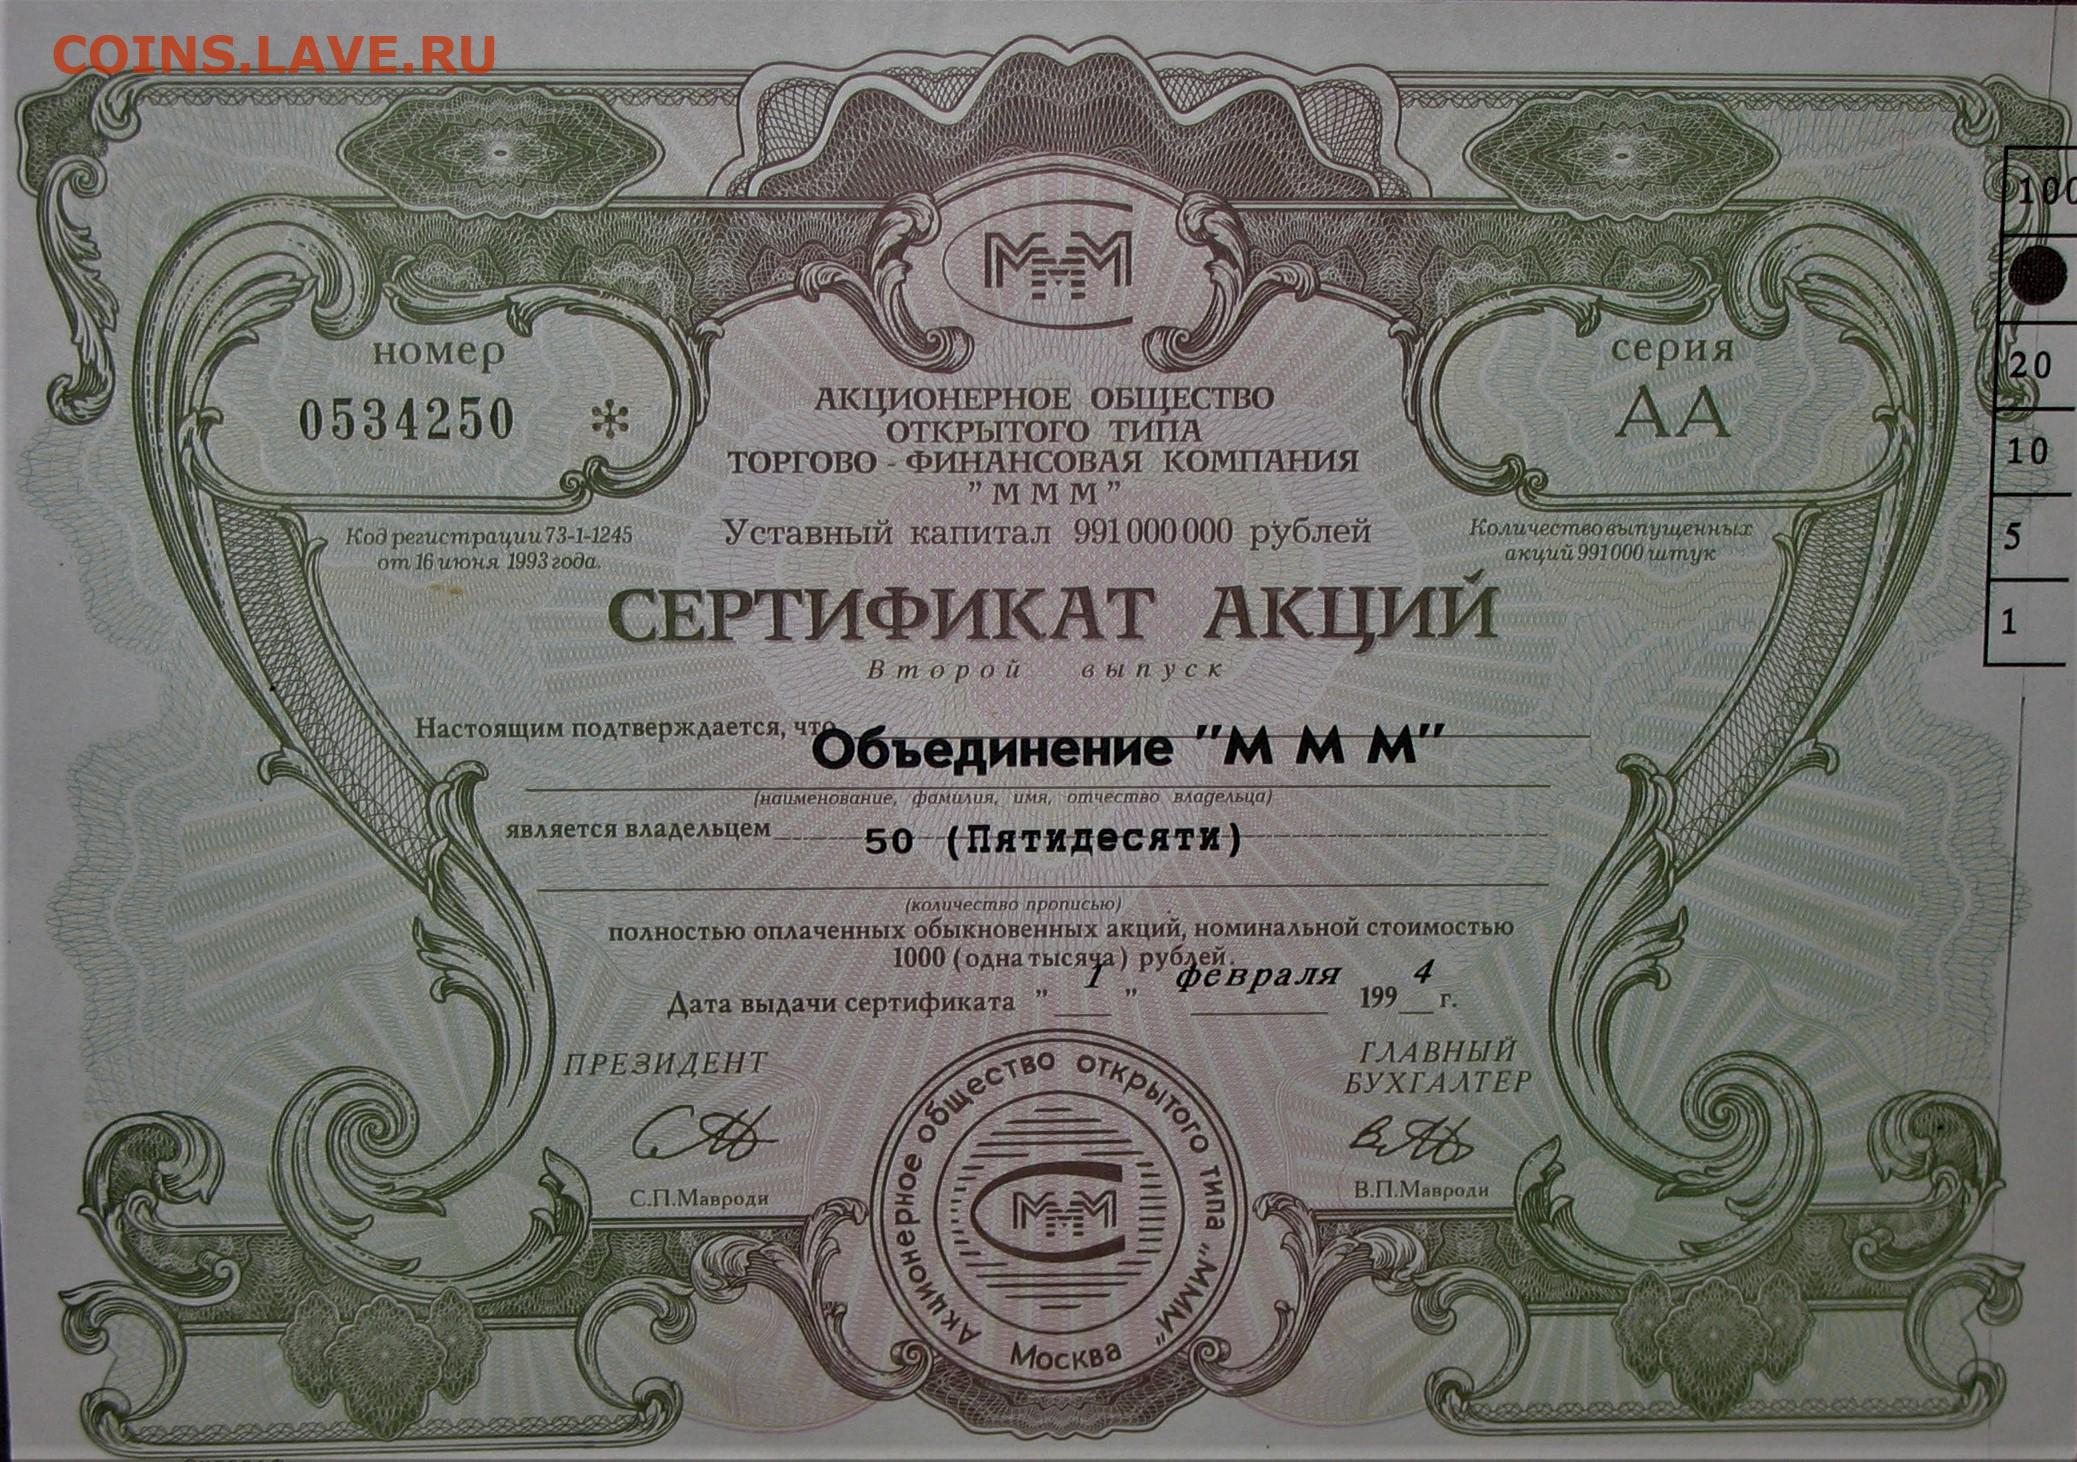 COINS.LAVE.RU
МММ
номер
0534250 *
серия
АА
100
20
10
5
1
АКЦИОНЕРНОЕ ОБЩЕСТВО
ОТКРЫТОГО ТИПА
ТОРГОВО - ФИНАНСОВАЯ КОМПАНИЯ
"МММ"
Уставный капитал 991 000 000 рублей
Код регистрации 73-1-1245
от 16 июня 1993 года.
Количество выпущенных
акций 991000 штук
СЕРТИФИКАТ АКЦИЙ
Второй выпуск
Настоящим подтверждается, что
Объединение "М М М"
(наименование, фамилия, имя, отчество владельца)
является владельцем 50 (Пятидесяти)
(количество прописью)
полностью оплаченных обыкновенных акций, номинальной стоимостью
1000 (одна тысяча) рублей.
Дата выдачи сертификата " 1 " февраля 1994 г.
ПРЕЗИДЕНТ
С.П.Мавроди
ГЛАВНЫЙ
БУХГАЛТЕР
В.П.Мавроди
Акционерное общество открытого типа „МММ"
МММ
Москва